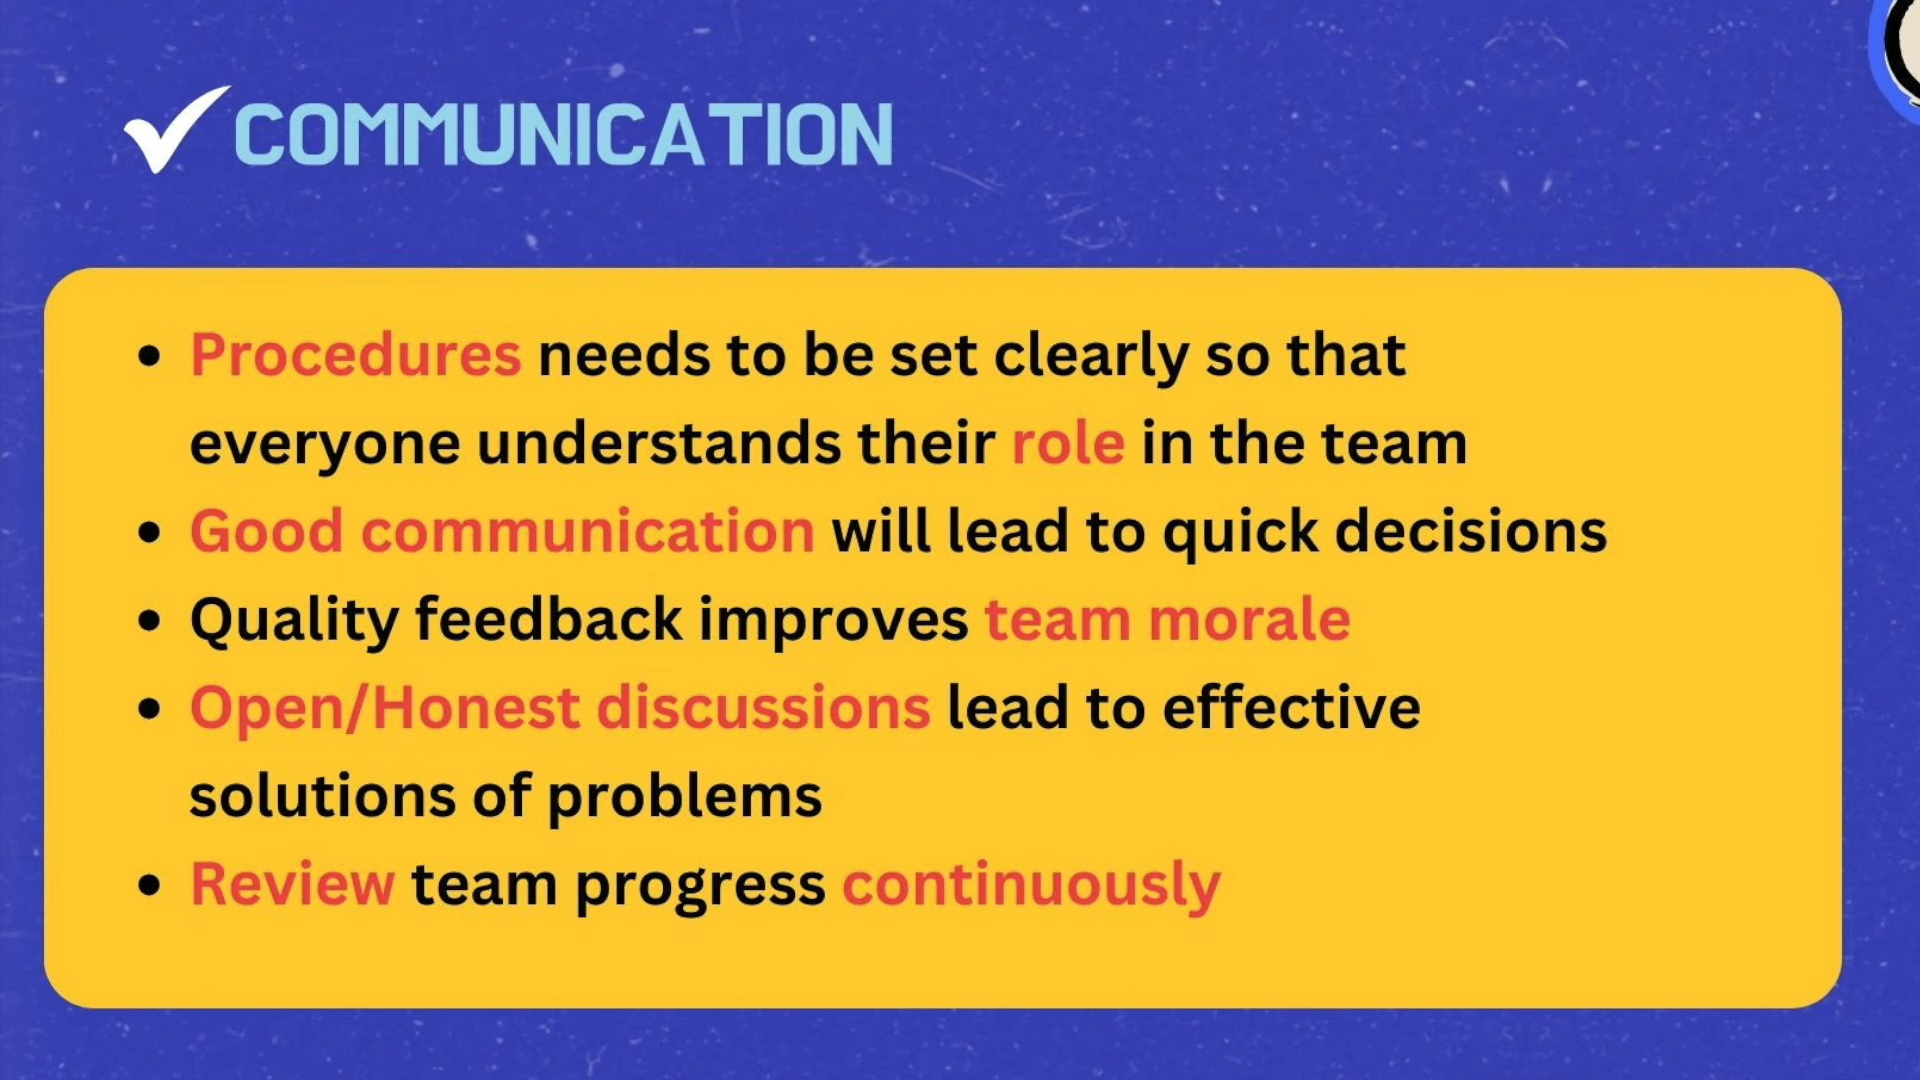 COMMUNICATION
• Procedures needs to be set clearly so that
everyone understands their role in the team
• Good communication will lead to quick decisions
• Quality feedback improves team morale
• Open/Honest discussions lead to effective
solutions of problems
• Review team progress continuously